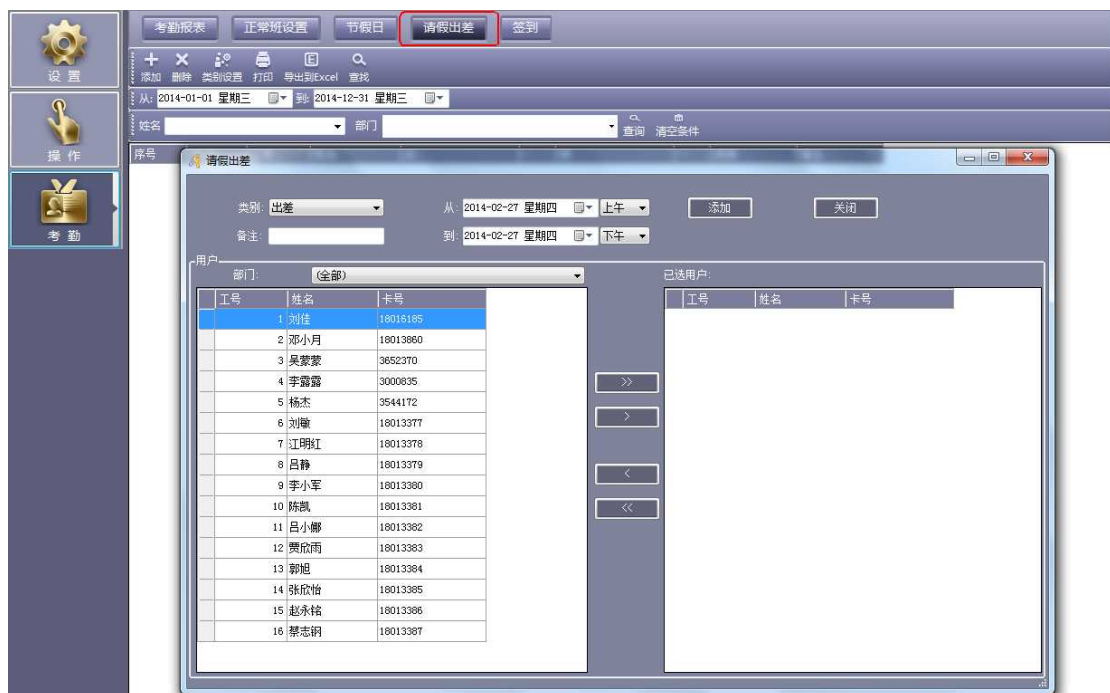 考勤报表 正常班设置 节假日 请假出差 签到
添加 删除 类别设置 打印 导出到Excel 查找
设置
从: 2014-01-01 星期三 到: 2014-12-31 星期三
姓名 部门 查询 清空条件
操作
序号
请假出差
类别: 出差 从: 2014-02-27 星期四 上午 添加 关闭
考勤
备注: 到: 2014-02-27 星期四 下午
用户
部门: (全部) 已选用户:
工号 姓名 卡号 工号 姓名 卡号
1 刘佳 18016185
2 邓小月 18013860
3 吴蒙蒙 3652370
4 李露露 3000835
>>
5 杨杰 3544172
6 刘敏 18013377
>
7 江明红 18013378
8 吕静 18013379
<
9 李小军 18013380
10 陈凯 18013381
<<
11 吕小娜 18013382
12 贾欣雨 18013383
13 郭旭 18013384
14 张欣怡 18013385
15 赵永铭 18013386
16 蔡志钢 18013387